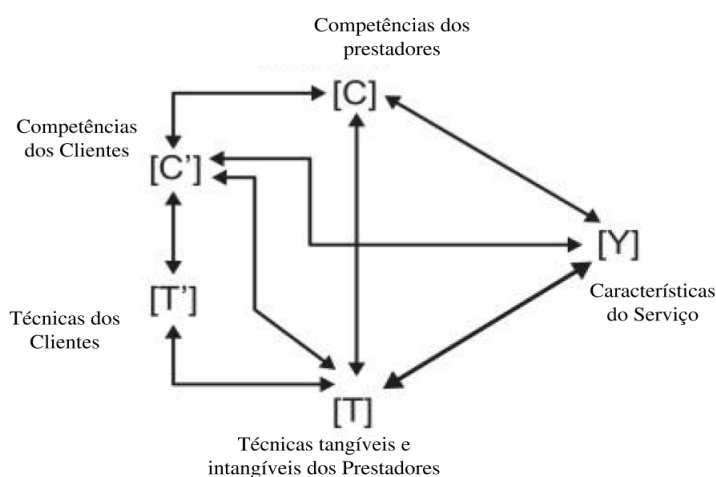 Competências dos
prestadores
[C]
Competências
dos Clientes
[C']
[Y]
Características
do Serviço
[T']
Técnicas dos
Clientes
[T]
Técnicas tangíveis e
intangíveis dos Prestadores